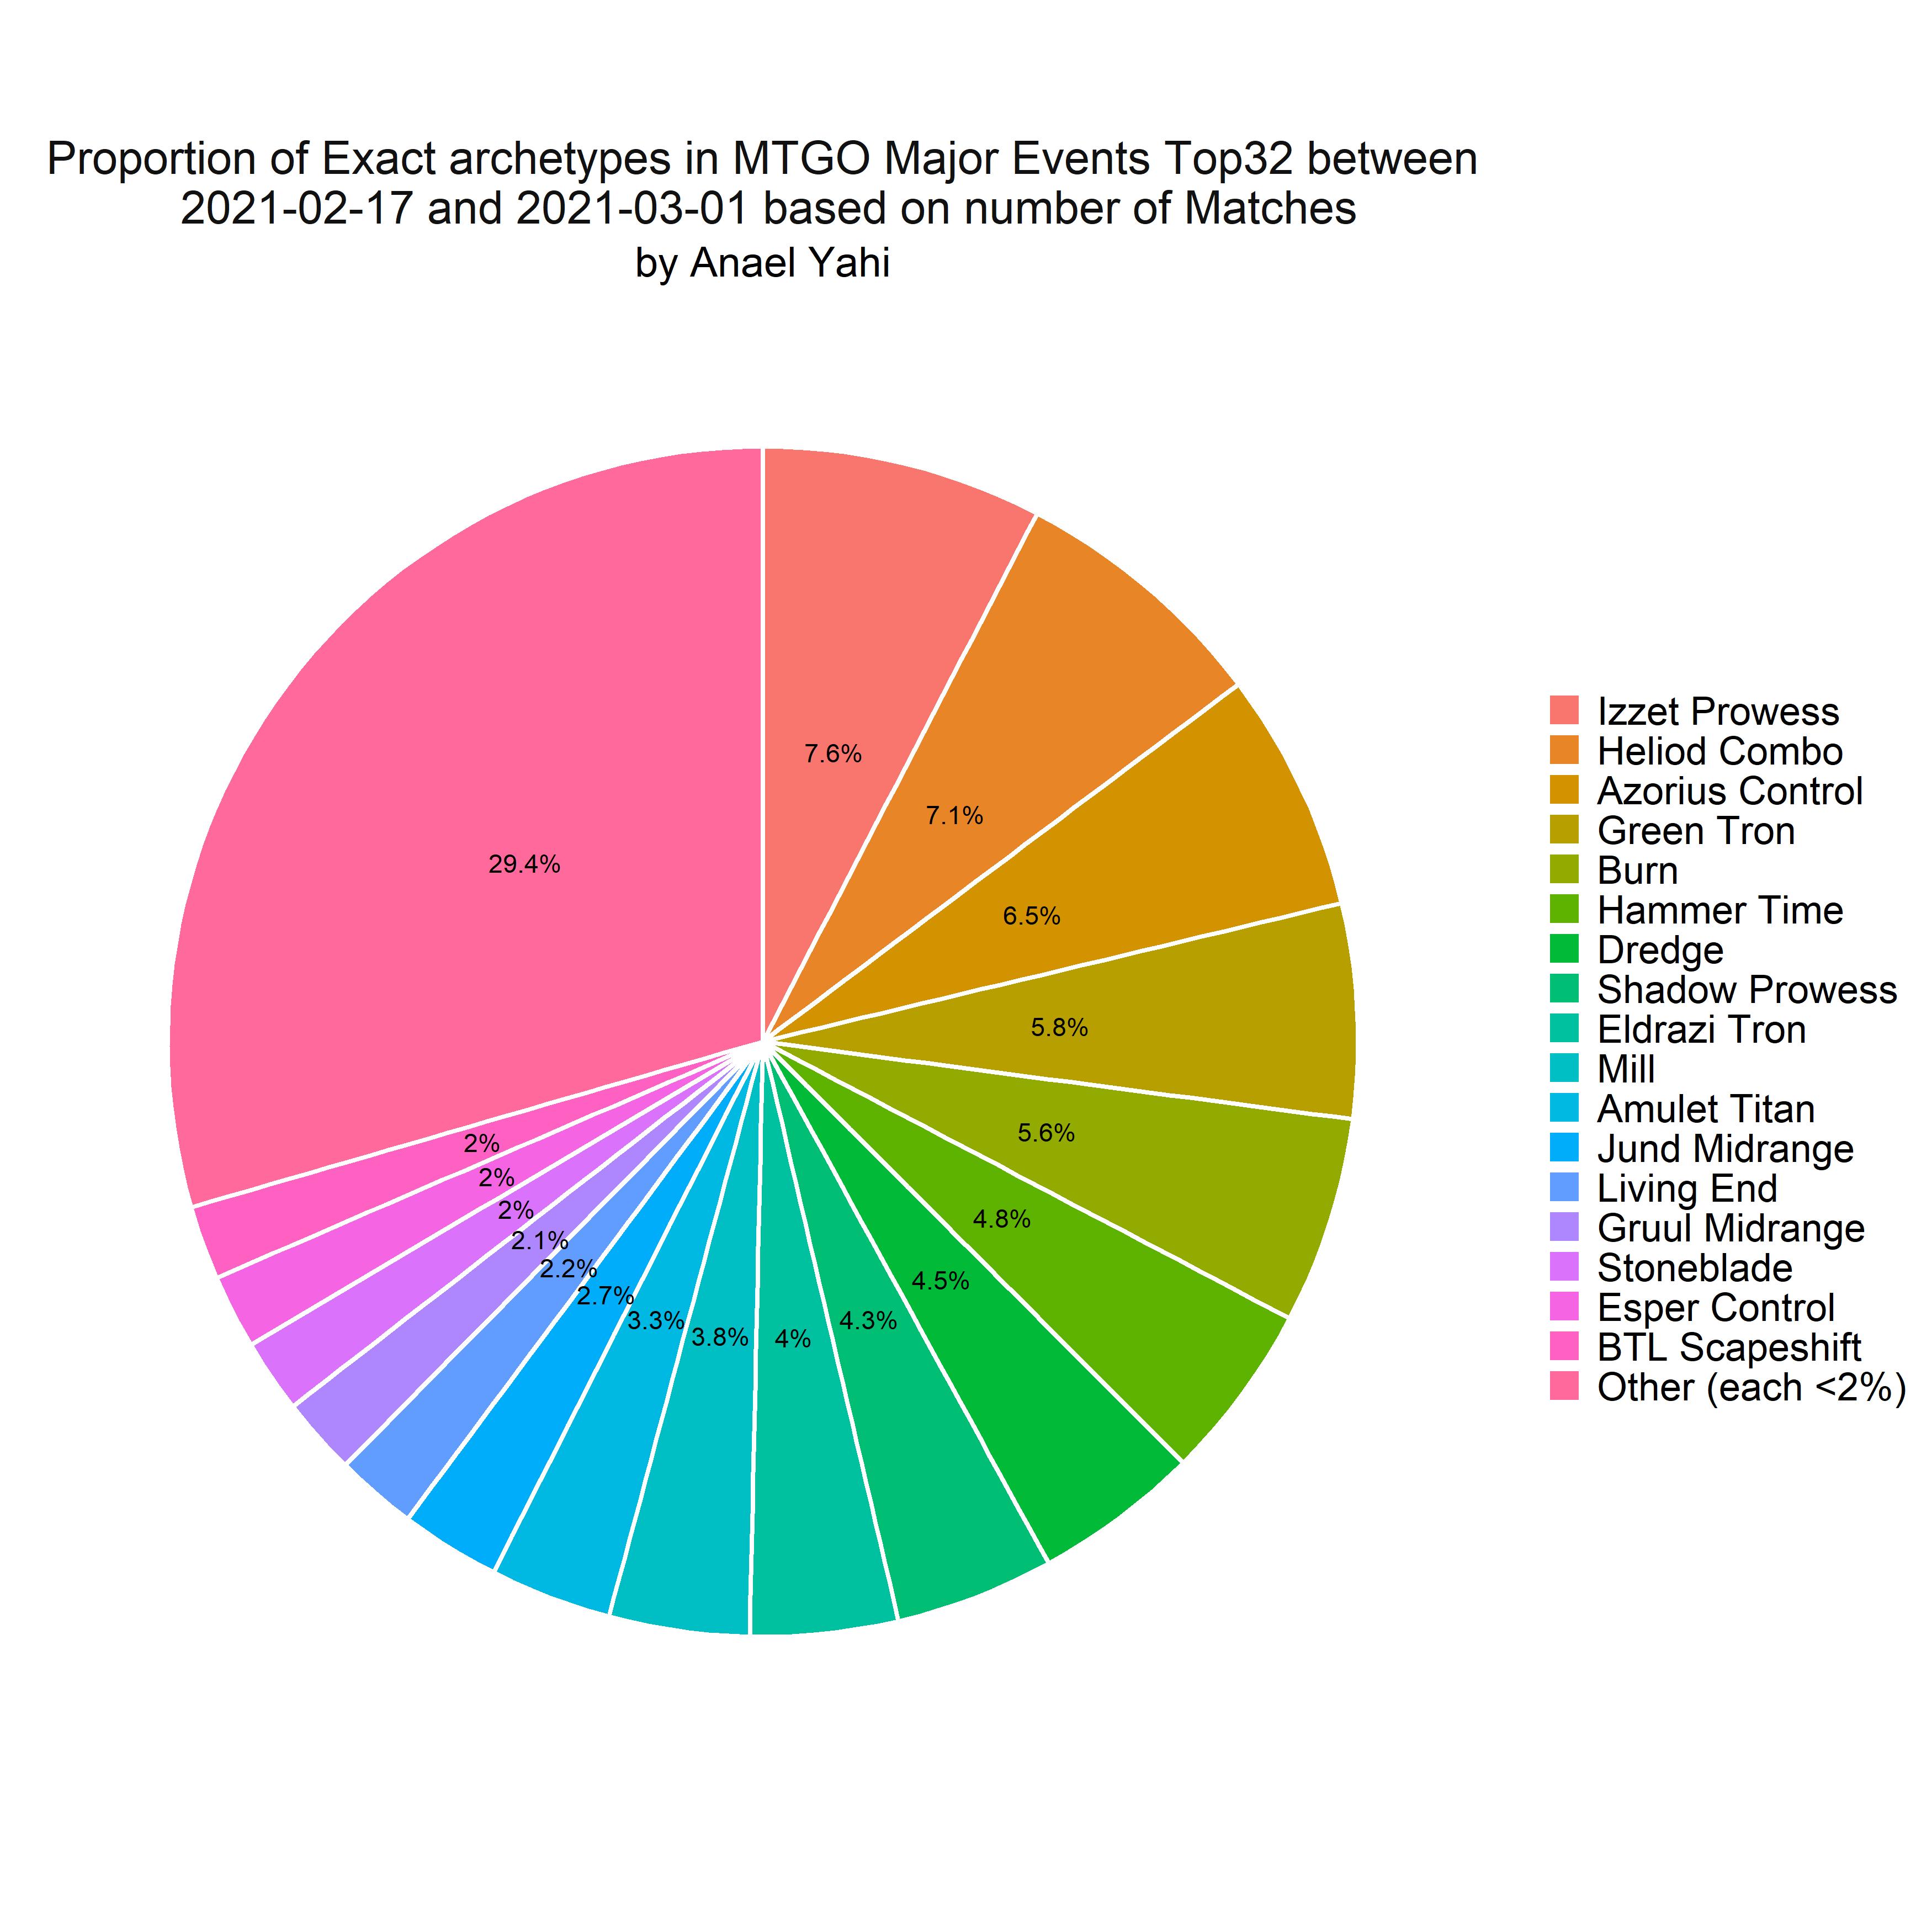 Proportion of Exact archetypes in MTGO Major Events Top32 between
2021-02-17 and 2021-03-01 based on number of Matches
by Anael Yahi
7.6%
7.1%
6.5%
5.8%
5.6%
4.8%
4.5%
4.3%
4%
3.8%
3.3%
2.7%
2.2%
2.1%
2%
2%
2%
29.4%
Izzet Prowess
Heliod Combo
Azorius Control
Green Tron
Burn
Hammer Time
Dredge
Shadow Prowess
Eldrazi Tron
Mill
Amulet Titan
Jund Midrange
Living End
Gruul Midrange
Stoneblade
Esper Control
BTL Scapeshift
Other (each <2%)